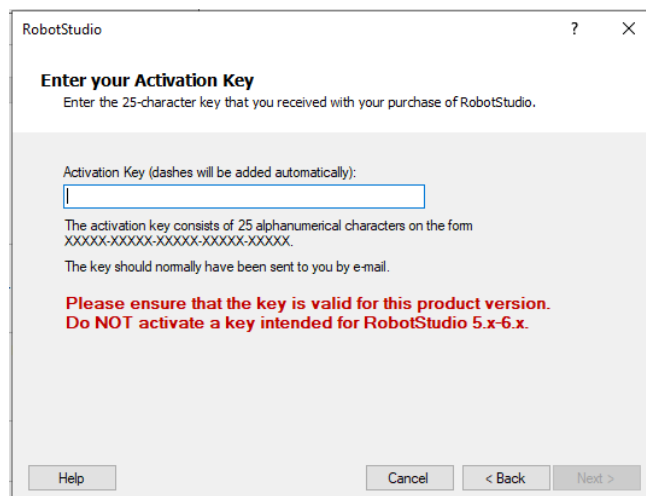 RobotStudio
?
Enter your Activation Key
Enter the 25-character key that you received with your purchase of RobotStudio.
Activation Key (dashes will be added automatically):
The activation key consists of 25 alphanumerical characters on the form
XXXXX-XXXXX-XXXXX-XXXXX-XXXXX.
The key should normally have been sent to you by e-mail.
Please ensure that the key is valid for this product version.
Do NOT activate a key intended for RobotStudio 5.x-6.x.
Help Cancel < Back Next >